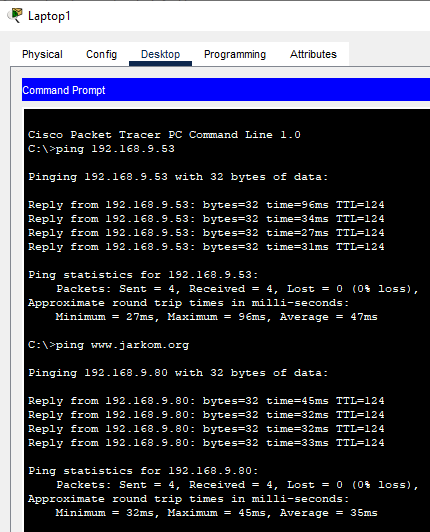 Laptop1
Physical Config Desktop Programming Attributes
Command Prompt
Cisco Packet Tracer PC Command Line 1.0
C:\>ping 192.168.9.53
Pinging 192.168.9.53 with 32 bytes of data:
Reply from 192.168.9.53: bytes=32 time=96ms TTL=124
Reply from 192.168.9.53: bytes=32 time=34ms TTL=124
Reply from 192.168.9.53: bytes=32 time=27ms TTL=124
Reply from 192.168.9.53: bytes=32 time=31ms TTL=124
Ping statistics for 192.168.9.53:
Packets: Sent = 4, Received = 4, Lost = 0 (0% loss),
Approximate round trip times in milli-seconds:
Minimum = 27ms, Maximum = 96ms, Average = 47ms
C:\>ping www.jarkom.org
Pinging 192.168.9.80 with 32 bytes of data:
Reply from 192.168.9.80: bytes=32 time=45ms TTL=124
Reply from 192.168.9.80: bytes=32 time=32ms TTL=124
Reply from 192.168.9.80: bytes=32 time=32ms TTL=124
Reply from 192.168.9.80: bytes=32 time=33ms TTL=124
Ping statistics for 192.168.9.80:
Packets: Sent = 4, Received = 4, Lost = 0 (0% loss),
Approximate round trip times in milli-seconds:
Minimum = 32ms, Maximum = 45ms, Average = 35ms